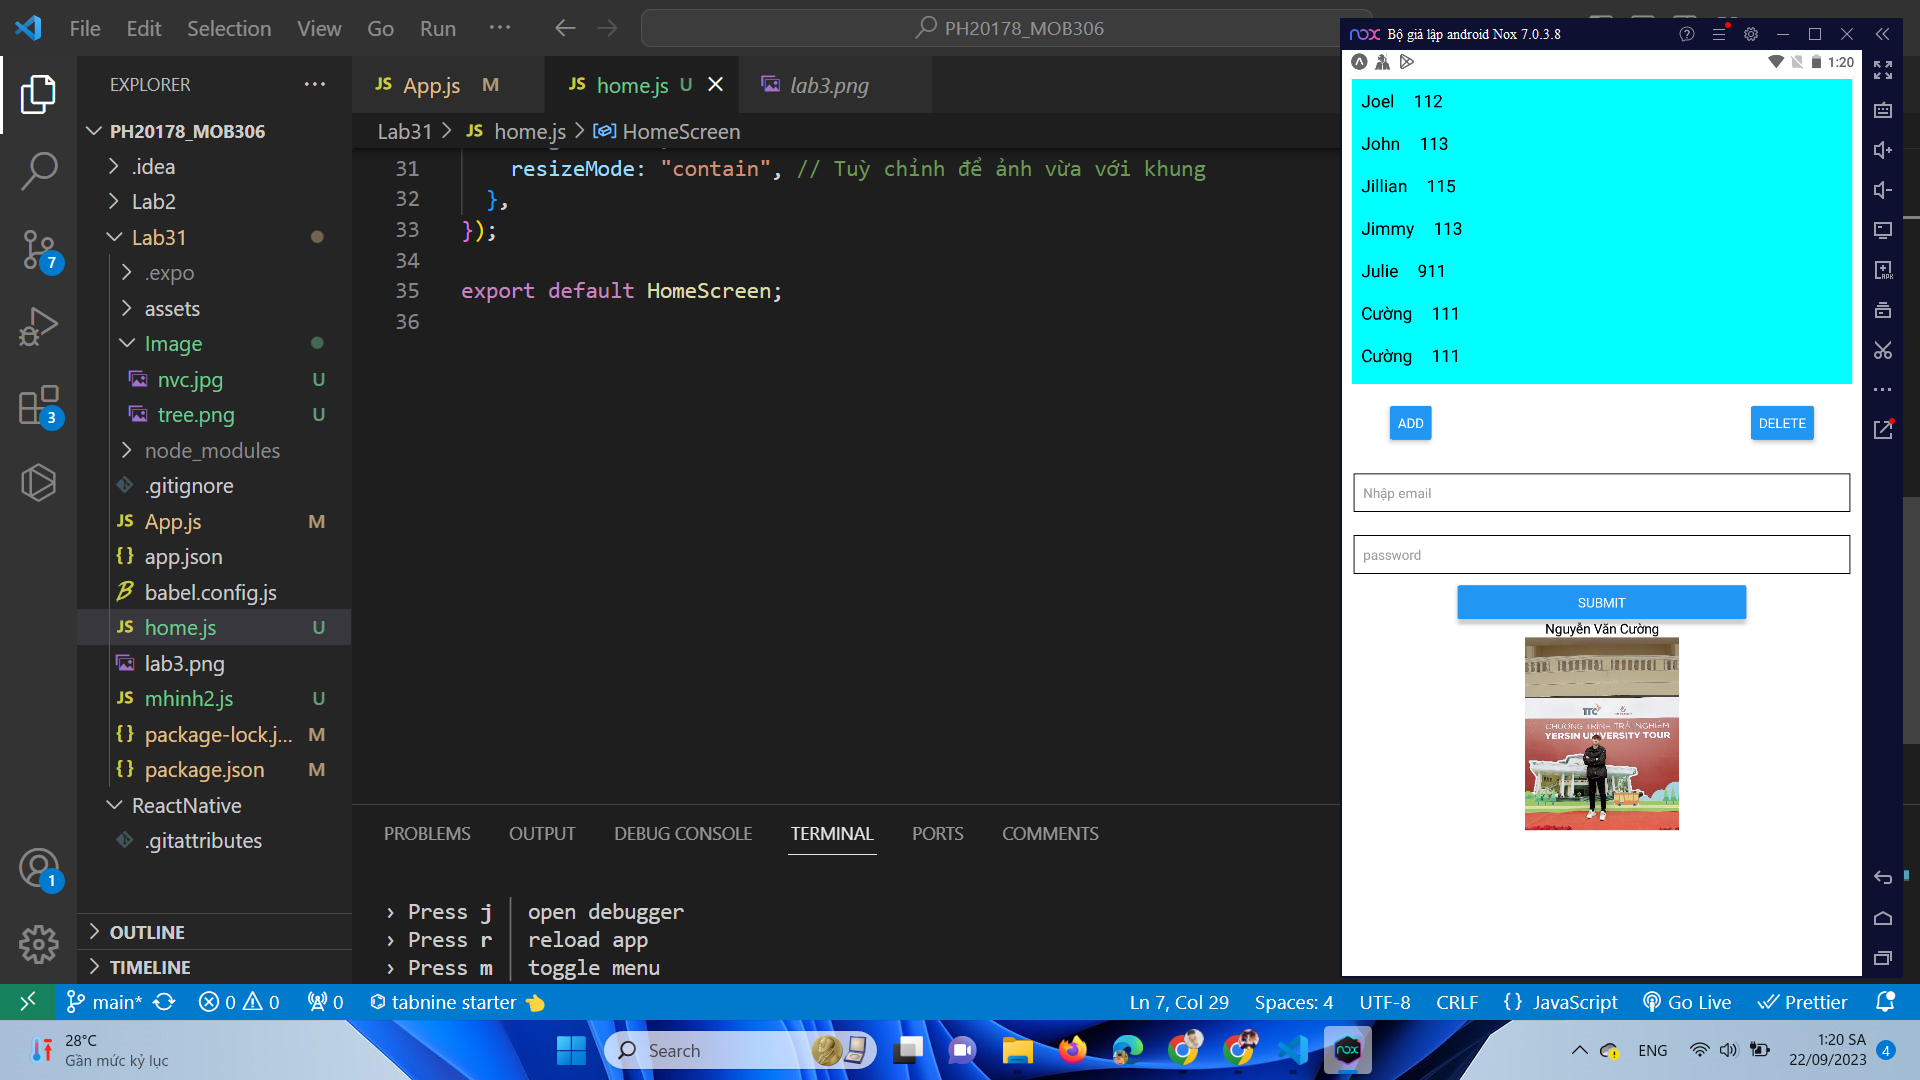 File Edit Selection View Go Run ···
PH20178_MOB306
EXPLORER
PH20178_MOB306
.idea
Lab2
Lab31
.expo
assets
Image
nvc.jpg U
tree.png U
node_modules
.gitignore
JS App.js M
{} app.json
babel.config.js
JS home.js U
lab3.png
JS mhinh2.js U
{} package-lock.j... M
{} package.json M
ReactNative
.gitattributes
OUTLINE
TIMELINE
7
3
1
JS App.js M
JS home.js U
lab3.png
Lab31 > JS home.js > HomeScreen
31 resizeMode: "contain", // Tuỳ chỉnh để ảnh vừa với khung
32 },
33 });
34
35 export default HomeScreen;
36
PROBLEMS OUTPUT DEBUG CONSOLE TERMINAL PORTS COMMENTS
› Press j │ open debugger
› Press r │ reload app
› Press m │ toggle menu
nox Bộ giả lập android Nox 7.0.3.8
1:20
Joel 112
John 113
Jillian 115
Jimmy 113
Julie 911
Cường 111
Cường 111
ADD DELETE
Nhập email
password
SUBMIT
Nguyễn Văn Cường
TTC
CHƯƠNG TRÌNH TRẢI NGHIỆM
YERSIN UNIVERSITY TOUR
APK
main* 0 0 0 tabnine starter Ln 7, Col 29 Spaces: 4 UTF-8 CRLF {} JavaScript Go Live Prettier
28°C
Gần mức kỷ lục
Search
nox
ENG
1:20 SA
22/09/2023
4